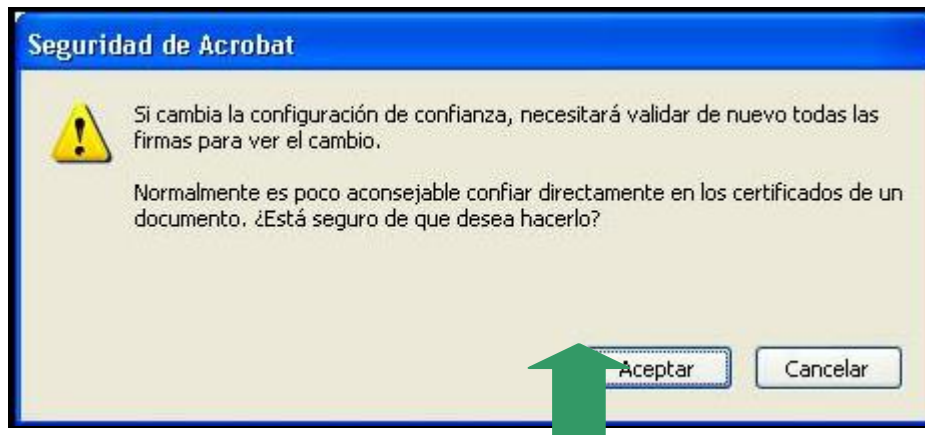 Seguridad de Acrobat
Si cambia la configuración de confianza, necesitará validar de nuevo todas las
firmas para ver el cambio.
Normalmente es poco aconsejable confiar directamente en los certificados de un
documento. ¿Está seguro de que desea hacerlo?
Aceptar
Cancelar